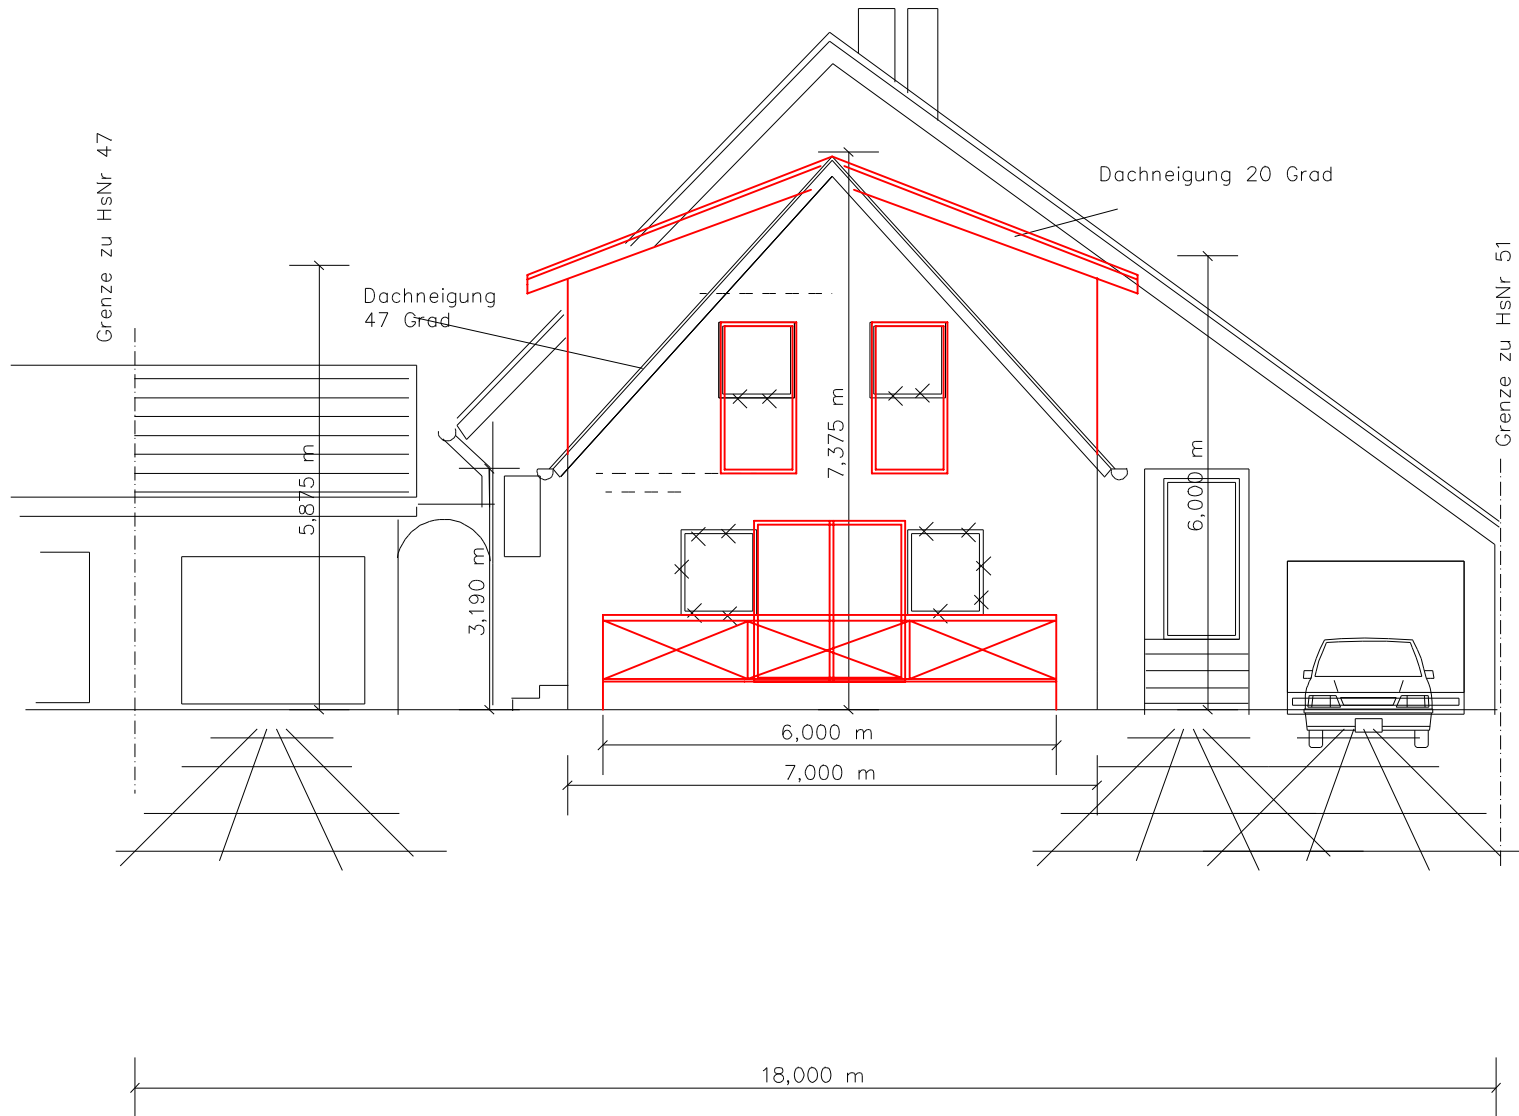 Grenze zu HsNr 47
Dachneigung 20 Grad
Dachneigung
47 Grad
Grenze zu HsNr 51
5,875 m
3,190 m
7,375 m
6,000 m
6,000 m
7,000 m
18,000 m